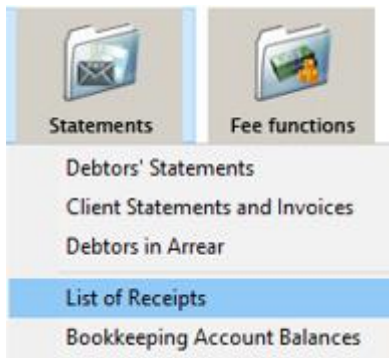 Statements
Fee functions
Debtors' Statements
Client Statements and Invoices
Debtors in Arrear
List of Receipts
Bookkeeping Account Balances